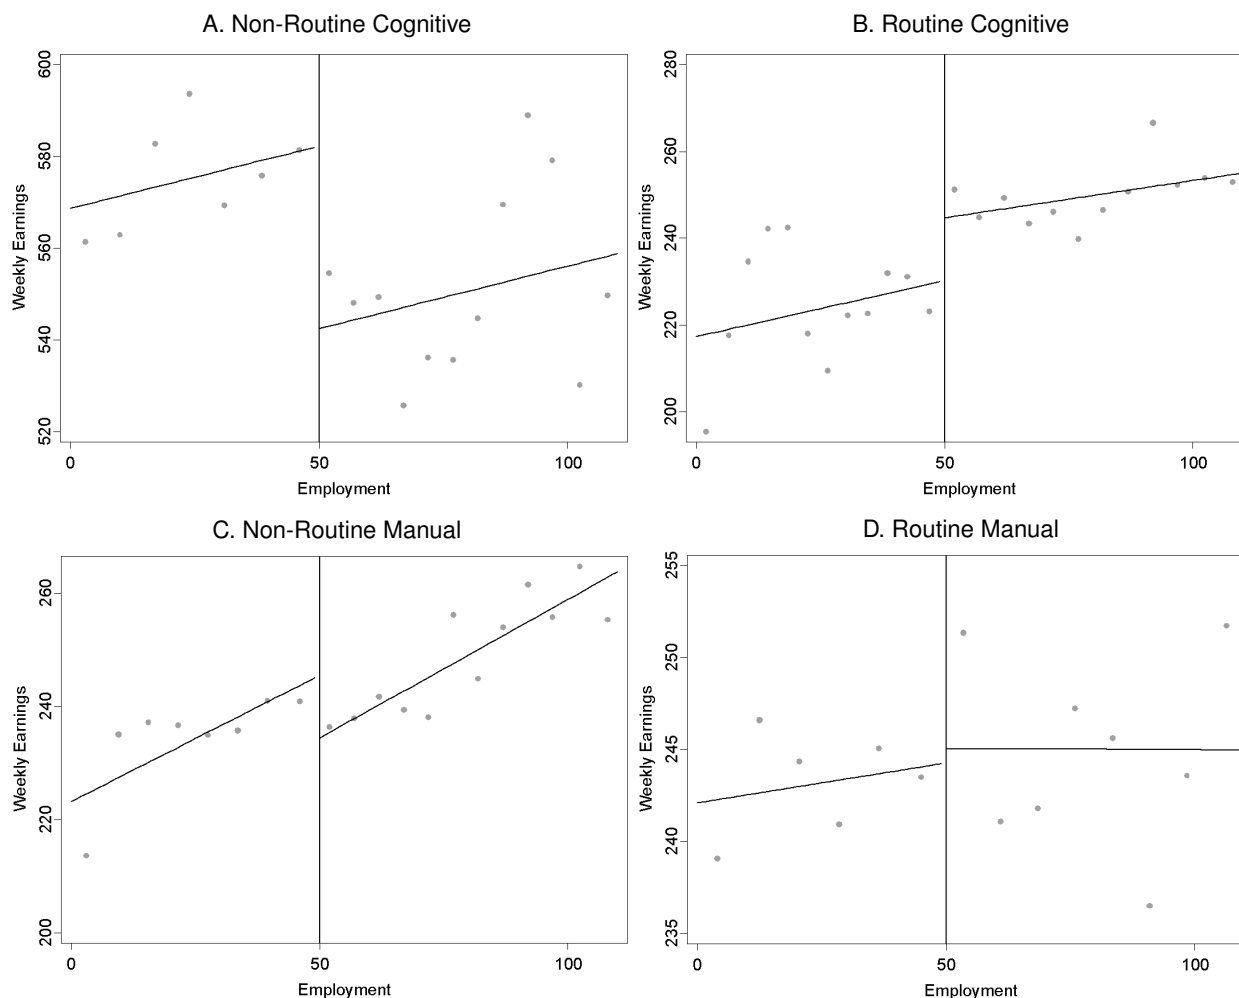 A. Non-Routine Cognitive
Weekly Earnings
600
580
560
540
520
0 50 100
Employment
B. Routine Cognitive
Weekly Earnings
280
260
240
220
200
0 50 100
Employment
C. Non-Routine Manual
Weekly Earnings
260
240
220
200
0 50 100
Employment
D. Routine Manual
Weekly Earnings
255
250
245
240
235
0 50 100
Employment